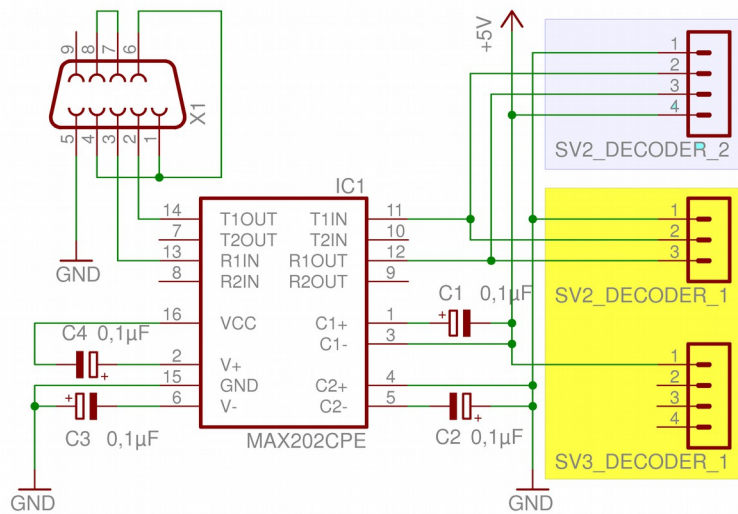 9 8 7 6
5 4 3 2 1
X1
+5V
1
2
3
4
SV2_DECODER_2
IC1
14 T1OUT T1IN 11
7 T2OUT T2IN 10
13 R1IN R1OUT 12
8 R2IN R2OUT 9
16 VCC C1+ 1
C1- 3
2 V+
15 GND C2+ 4
6 V- C2- 5
MAX202CPE
GND
C4 0,1µF
C3 0,1µF
GND
C1 0,1µF
C2 0,1µF
GND
1
2
3
SV2_DECODER_1
1
2
3
4
SV3_DECODER_1